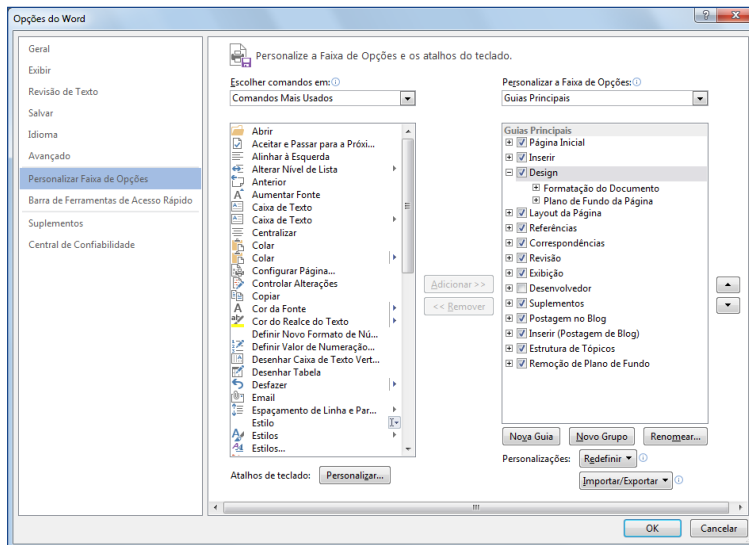 Opções do Word
Geral
Exibir
Revisão de Texto
Salvar
Idioma
Avançado
Personalizar Faixa de Opções
Barra de Ferramentas de Acesso Rápido
Suplementos
Central de Confiabilidade
Personalize a Faixa de Opções e os atalhos do teclado.
Escolher comandos em:
Comandos Mais Usados
Abrir
Aceitar e Passar para a Próxi...
Alinhar à Esquerda
Alterar Nível de Lista
Anterior
Aumentar Fonte
Caixa de Texto
Caixa de Texto
Centralizar
Colar
Colar
Configurar Página...
Controlar Alterações
Copiar
Cor da Fonte
Cor do Realce do Texto
Definir Novo Formato de Nú...
Definir Valor de Numeração...
Desenhar Caixa de Texto Vert...
Desenhar Tabela
Desfazer
Email
Espaçamento de Linha e Par...
Estilo
Estilos
Estilos...
Atalhos de teclado: Personalizar...
Adicionar >>
<< Remover
Personalizar a Faixa de Opções:
Guias Principais
Guias Principais
Página Inicial
Inserir
Design
Formatação do Documento
Plano de Fundo da Página
Layout da Página
Referências
Correspondências
Revisão
Exibição
Desenvolvedor
Suplementos
Postagem no Blog
Inserir (Postagem de Blog)
Estrutura de Tópicos
Remoção de Plano de Fundo
Nova Guia Novo Grupo Renomear...
Personalizações: Redefinir
Importar/Exportar
OK Cancelar